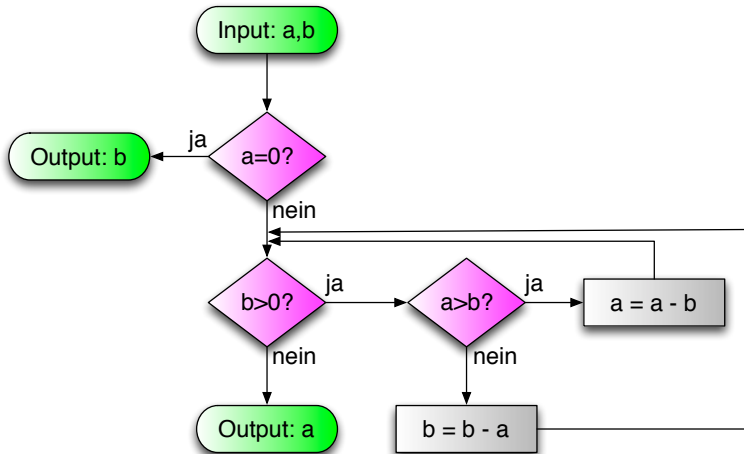 Input: a,b
ja
Output: b
a=0?
nein
b>0?
ja
a>b?
ja
a = a - b
nein
nein
Output: a
b = b - a